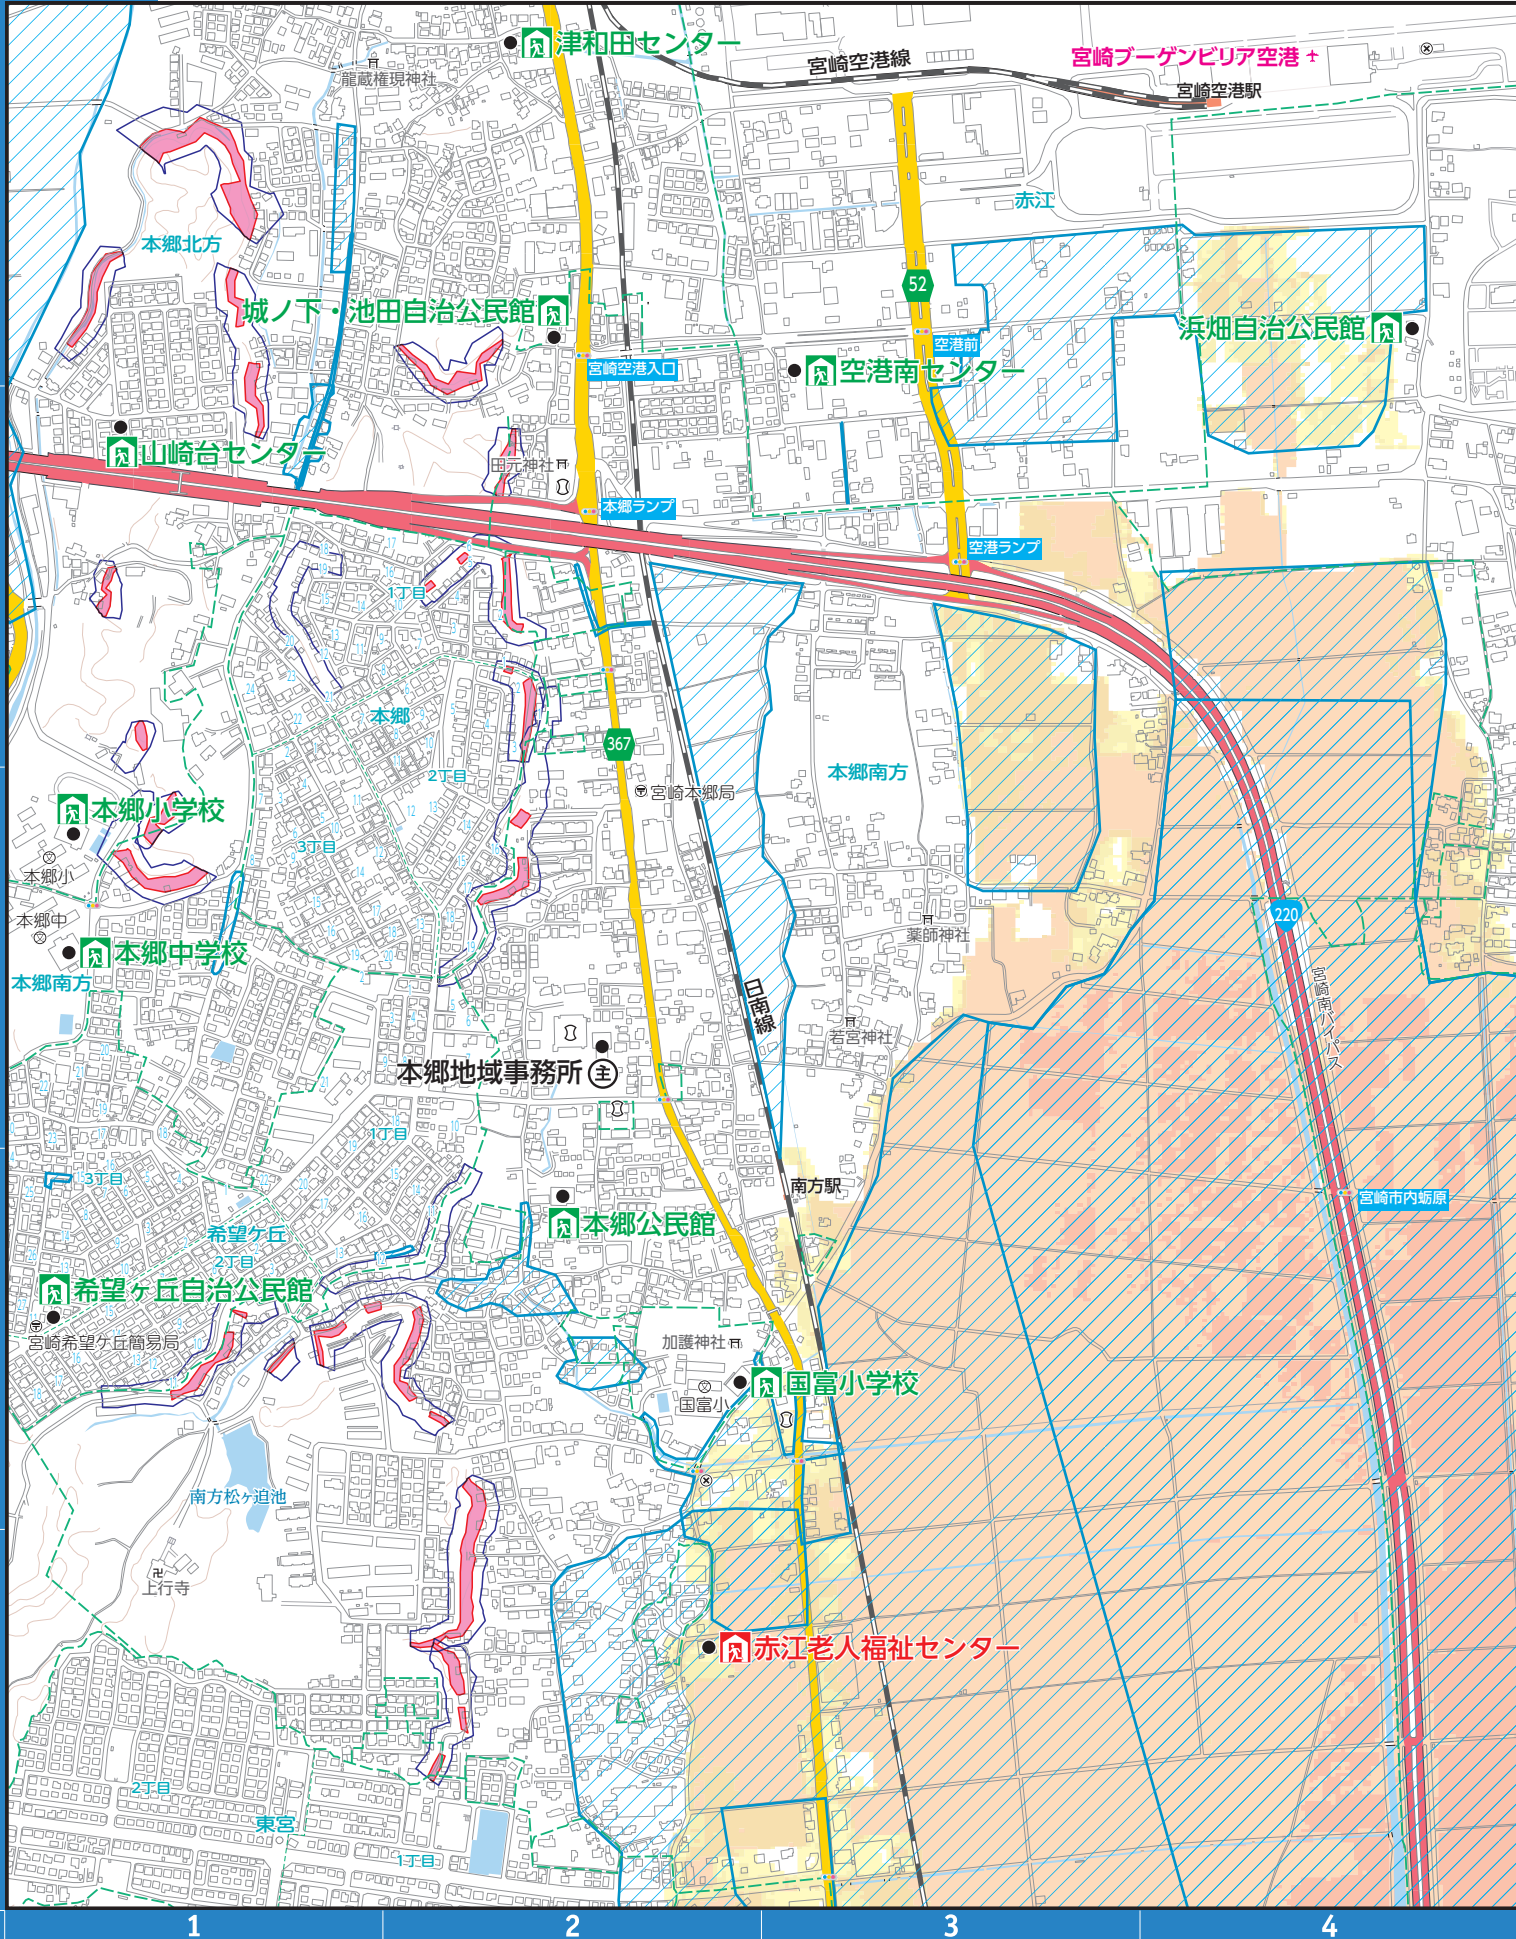 津和田センター
宮崎空港線
宮崎ブーゲンビリア空港
宮崎空港駅
龍蔵権現神社
赤江
本郷北方
52
城ノ下・池田自治公民館
浜畑自治公民館
空港前
宮崎空港入口
空港南センター
山崎台センター
田元神社
本郷ランプ
空港ランプ
1丁目
本郷
367
2丁目
本郷南方
宮崎本郷局
本郷小学校
3丁目
本郷小
本郷中
220
薬師神社
本郷中学校
本郷南方
宮崎南バイパス
日南線
若宮神社
本郷地域事務所
主
1丁目
3丁目
南方駅
宮崎市内蛎原
本郷公民館
希望ケ丘
2丁目
希望ヶ丘自治公民館
宮崎希望ケ丘簡易局
加護神社
国富小学校
国富小
南方松ヶ迫池
上行寺
赤江老人福祉センター
2丁目
東宮
1丁目
1
2
3
4